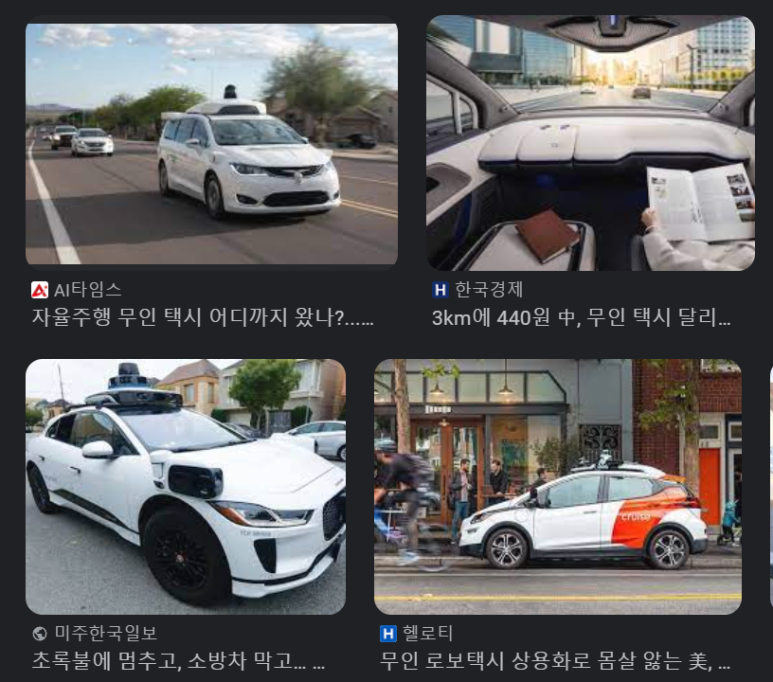 AI타임스
자율주행 무인 택시 어디까지 왔나?......
H 한국경제
3km에 440원 中, 무인 택시 달리...
미주한국일보
초록불에 멈추고, 소방차 막고... ...
cruise
H 헬로티
무인 로보택시 상용화로 몸살 앓는 美, ...